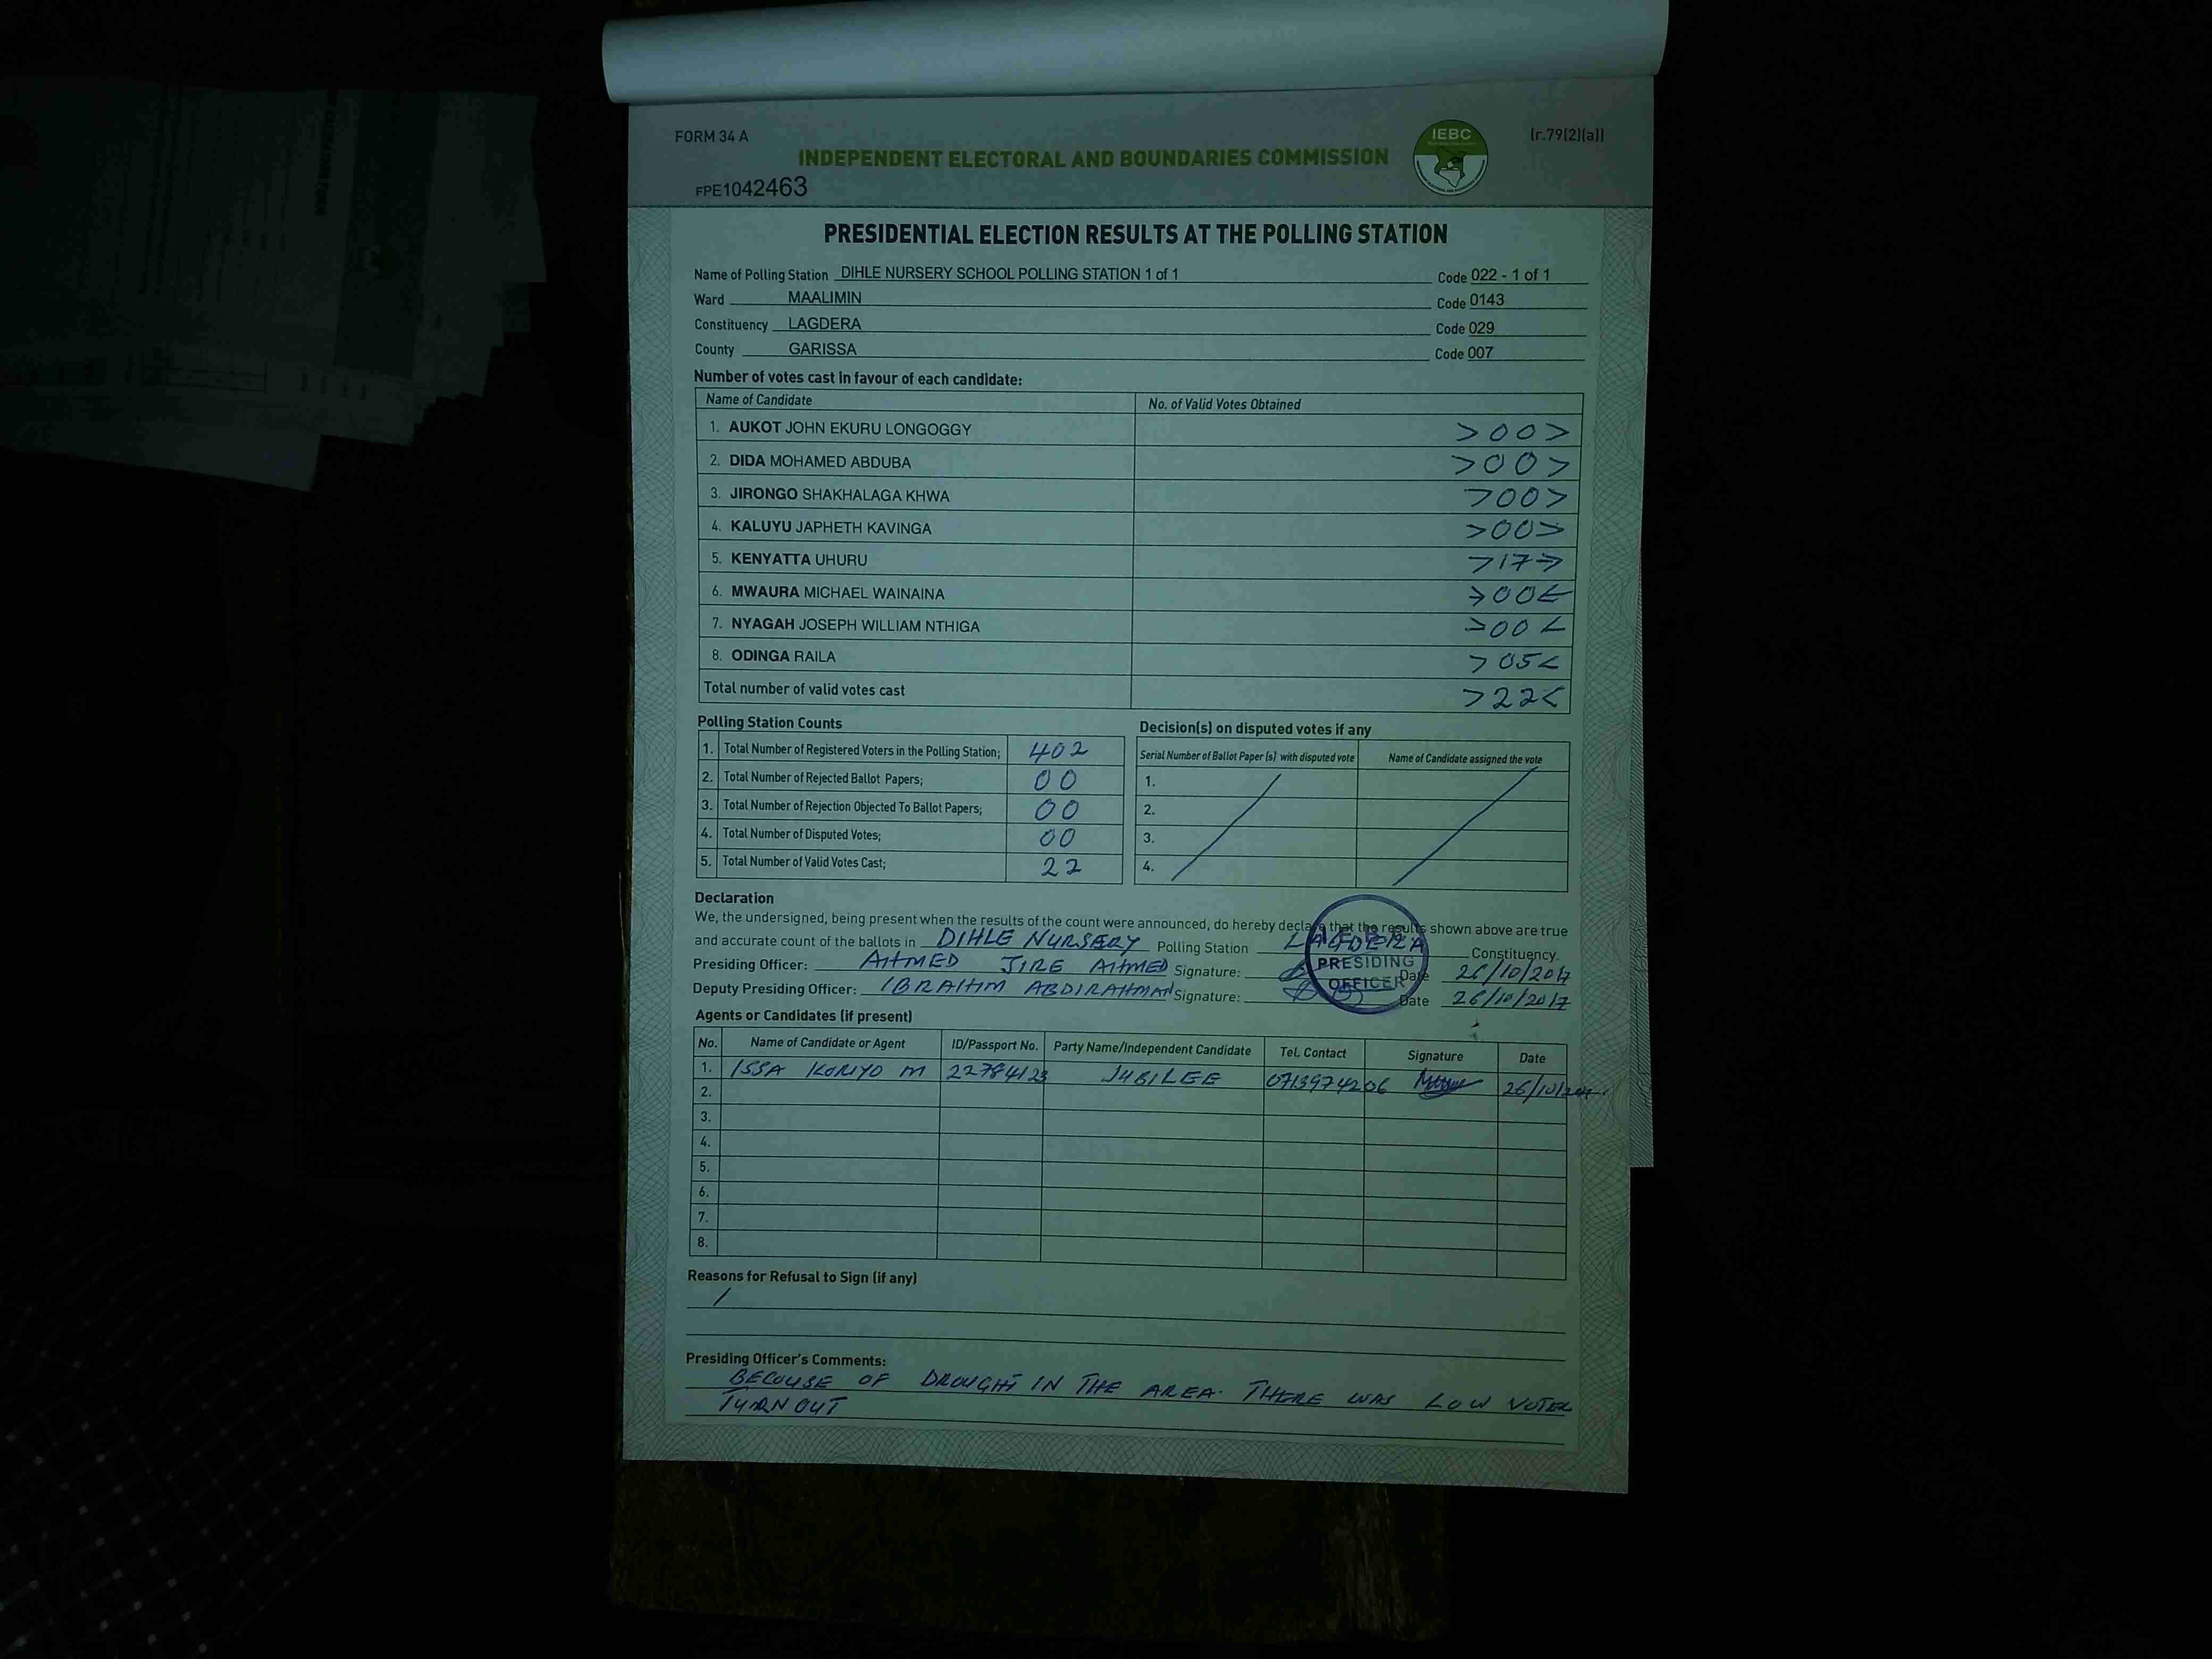 FORM 34 A
IEBC
(r.79(2)(a))
INDEPENDENT ELECTORAL AND BOUNDARIES COMMISSION
FPE1042463
PRESIDENTIAL ELECTION RESULTS AT THE POLLING STATION
Name of Polling Station DIHLE NURSERY SCHOOL POLLING STATION 1 of 1 Code 022 - 1 of 1
Ward MAALIMIN Code 0143
Constituency LAGDERA Code 029
County GARISSA Code 007
Number of votes cast in favour of each candidate:
Name of Candidate No. of Valid Votes Obtained
1. AUKOT JOHN EKURU LONGOGGY >00>
2. DIDA MOHAMED ABDUBA >00>
3. JIRONGO SHAKHALAGA KHWA >00>
4. KALUYU JAPHETH KAVINGA >00>
5. KENYATTA UHURU >17>
6. MWAURA MICHAEL WAINAINA >00<
7. NYAGAH JOSEPH WILLIAM NTHIGA >00<
8. ODINGA RAILA >05<
Total number of valid votes cast >22<
Polling Station Counts
1. Total Number of Registered Voters in the Polling Station; 402
2. Total Number of Rejected Ballot Papers; 00
3. Total Number of Rejection Objected To Ballot Papers; 00
4. Total Number of Disputed Votes; 00
5. Total Number of Valid Votes Cast; 22
Decision(s) on disputed votes if any
Serial Number of Ballot Paper (s) with disputed vote Name of Candidate assigned the vote
1.
2.
3.
4.
Declaration
We, the undersigned, being present when the results of the count were announced, do hereby declare that the results shown above are true
and accurate count of the ballots in DIHLE NURSERY Polling Station LAGDERA Constituency.
Presiding Officer: AHMED JIRE AHMED Signature: Date 26/10/2017
Deputy Presiding Officer: IBRAHIM ABDIRAHMAN Signature: Date 26/10/2017
IEBC
PRESIDING
OFFICER
Agents or Candidates (if present)
No. Name of Candidate or Agent ID/Passport No. Party Name/Independent Candidate Tel. Contact Signature Date
1. ISSA KORIYO M 22784123 JUBILEE 0713974206 26/10/
2.
3.
4.
5.
6.
7.
8.
Reasons for Refusal to Sign (if any)
/
Presiding Officer's Comments:
BECOUSE OF DROUGHT IN THE AREA. THERE WAS LOW VOTER
TURN OUT